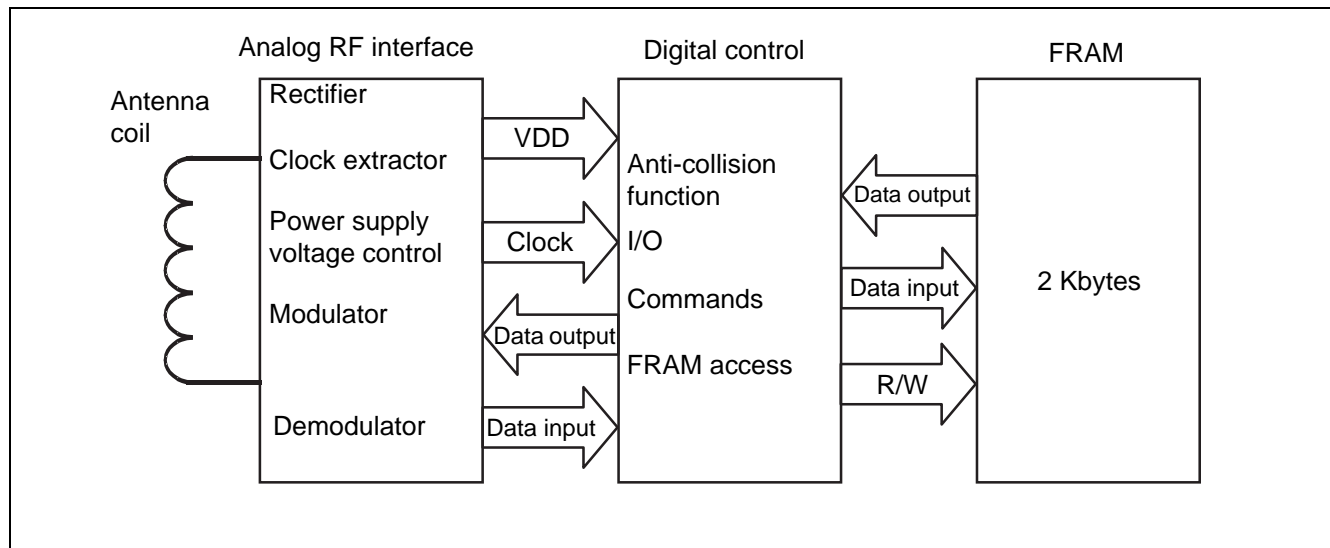 Analog RF interface
Digital control
FRAM
Antenna
coil
Rectifier
Clock extractor
Power supply
voltage control
Modulator
Demodulator
VDD
Clock
Data output
Data input
Anti-collision
function
I/O
Commands
FRAM access
Data output
Data input
R/W
2 Kbytes